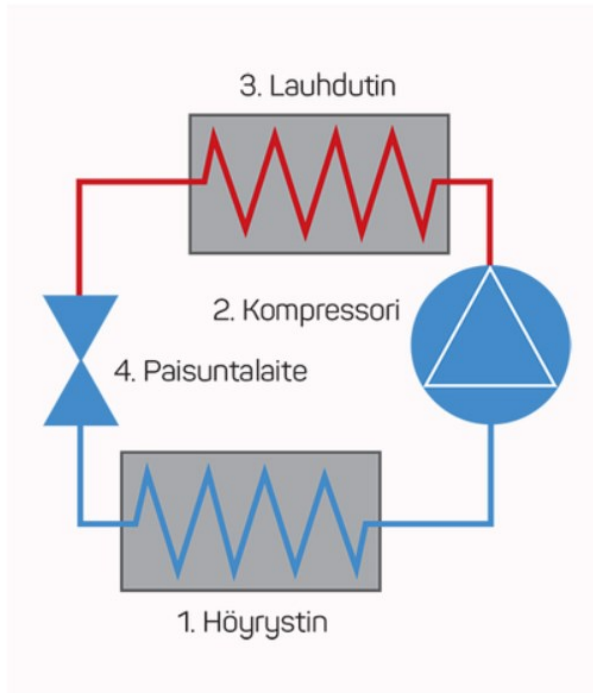 3. Lauhdutin
2. Kompressori
4. Paisuntalaite
1. Höyrystin